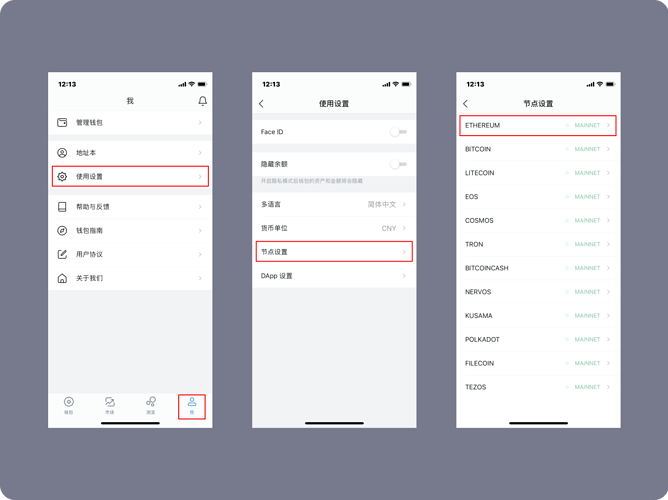 12:13
我
管理钱包
地址本
使用设置
帮助与反馈
钱包指南
用户协议
关于我们
钱包
市场
浏览
我
12:13
使用设置
Face ID
隐藏余额
开启隐私模式后钱包的资产和金额将会隐藏
多语言 简体中文
货币单位 CNY
节点设置
DApp 设置
12:13
节点设置
ETHEREUM MAINNET
BITCOIN MAINNET
LITECOIN MAINNET
EOS MAINNET
COSMOS MAINNET
TRON MAINNET
BITCOINCASH MAINNET
NERVOS MAINNET
KUSAMA MAINNET
POLKADOT MAINNET
FILECOIN MAINNET
TEZOS MAINNET